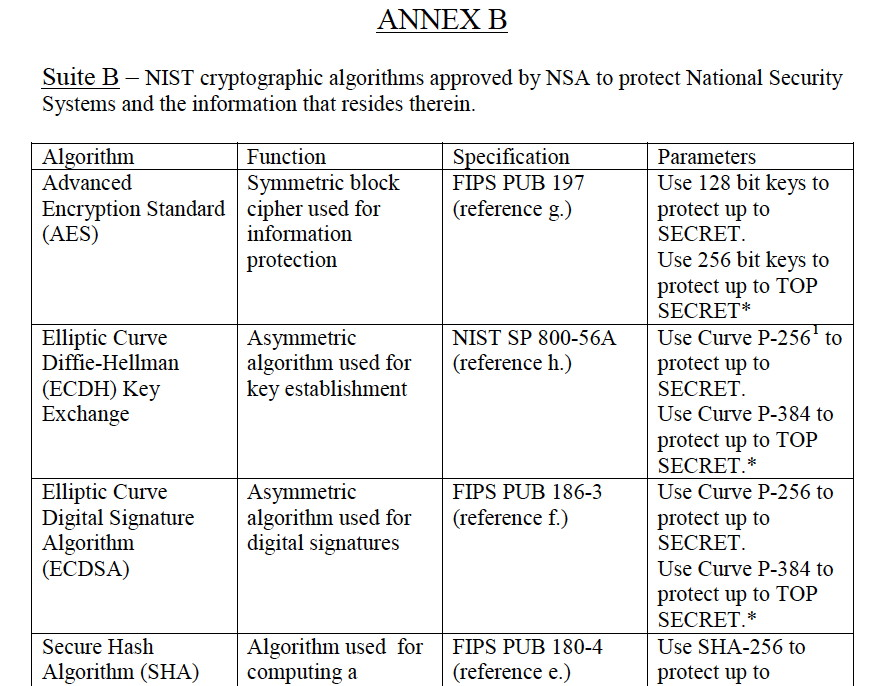 ANNEX B
Suite B – NIST cryptographic algorithms approved by NSA to protect National Security
Systems and the information that resides therein.
Algorithm Function Specification Parameters
Advanced Symmetric block FIPS PUB 197 Use 128 bit keys to
Encryption Standard cipher used for (reference g.) protect up to
(AES) information SECRET.
protection Use 256 bit keys to
protect up to TOP
SECRET*
Elliptic Curve Asymmetric NIST SP 800-56A Use Curve P-256¹ to
Diffie-Hellman algorithm used for (reference h.) protect up to
(ECDH) Key key establishment SECRET.
Exchange Use Curve P-384 to
protect up to TOP
SECRET.*
Elliptic Curve Asymmetric FIPS PUB 186-3 Use Curve P-256 to
Digital Signature algorithm used for (reference f.) protect up to
Algorithm digital signatures SECRET.
(ECDSA) Use Curve P-384 to
protect up to TOP
SECRET.*
Secure Hash Algorithm used for FIPS PUB 180-4 Use SHA-256 to
Algorithm (SHA) computing a (reference e.) protect up to